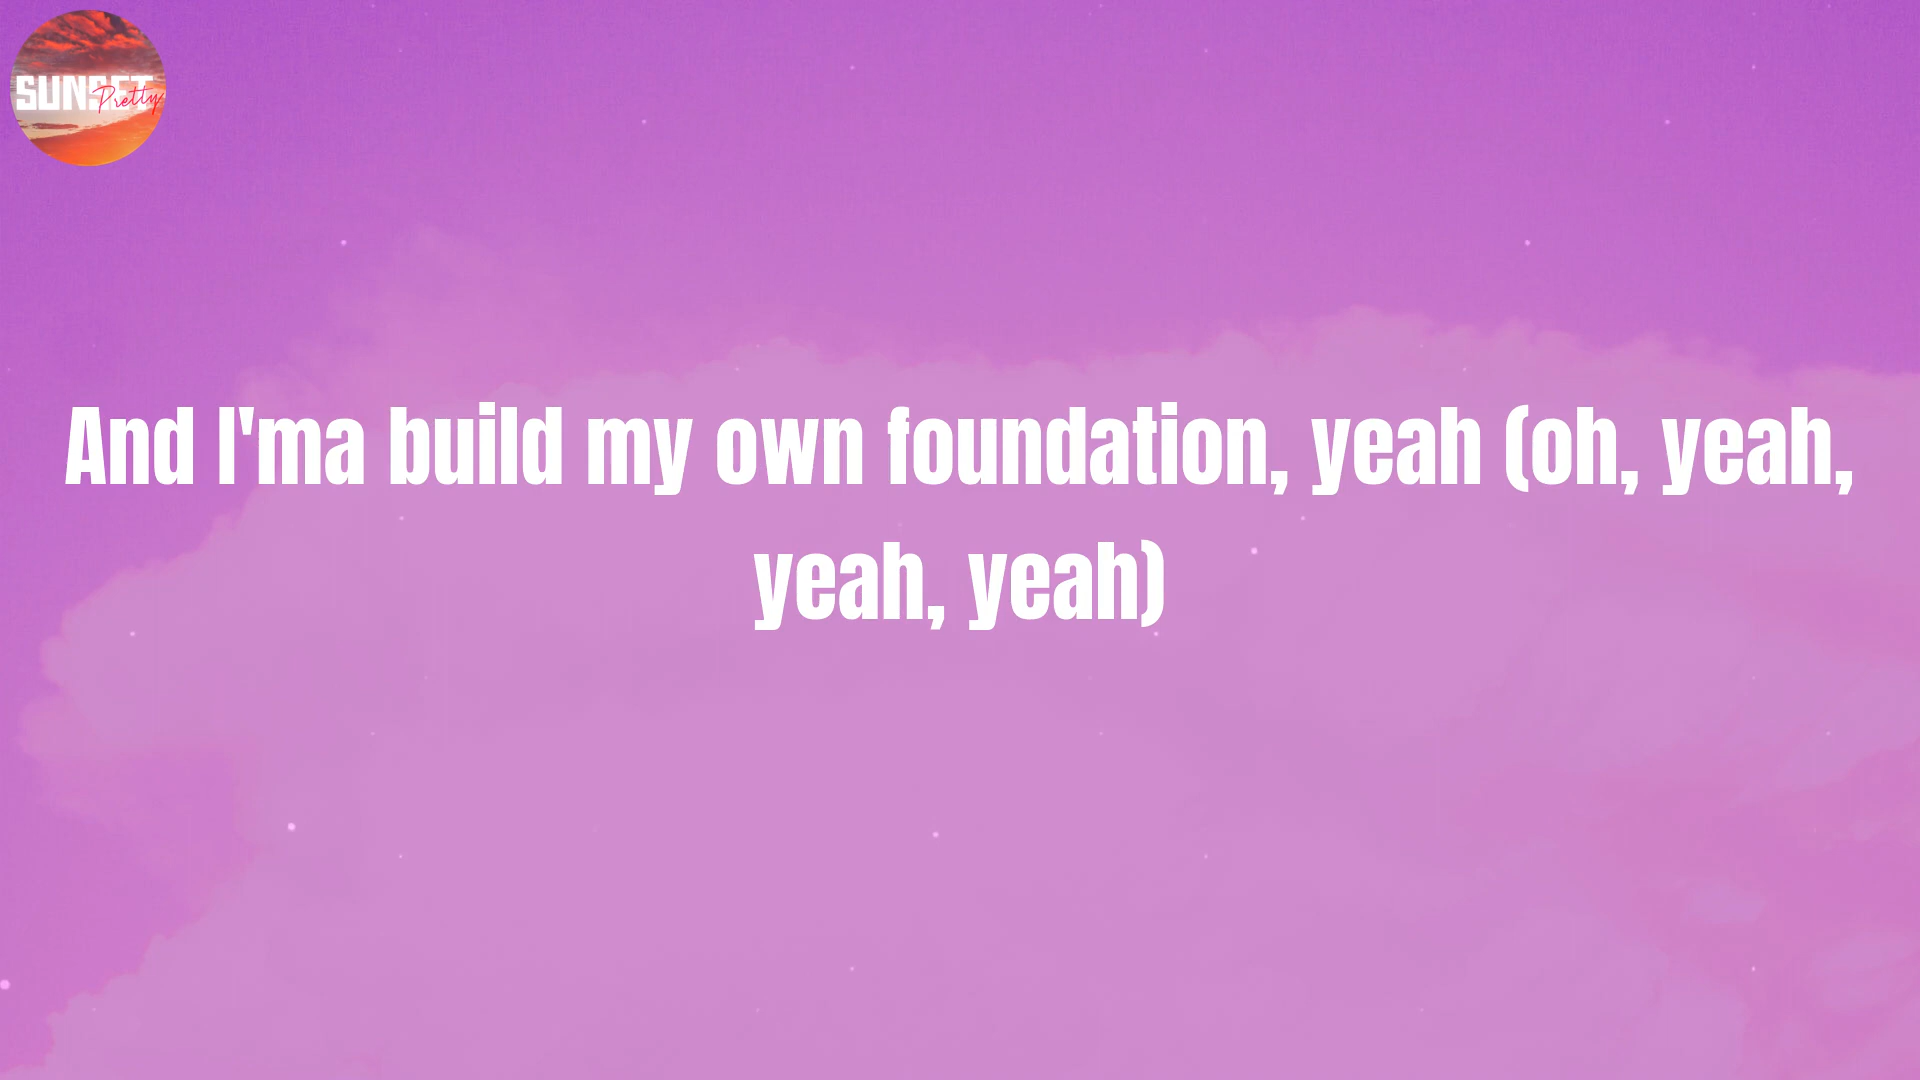 SUNSET
Pretty
And I'ma build my own foundation, yeah (oh, yeah,
yeah, yeah)